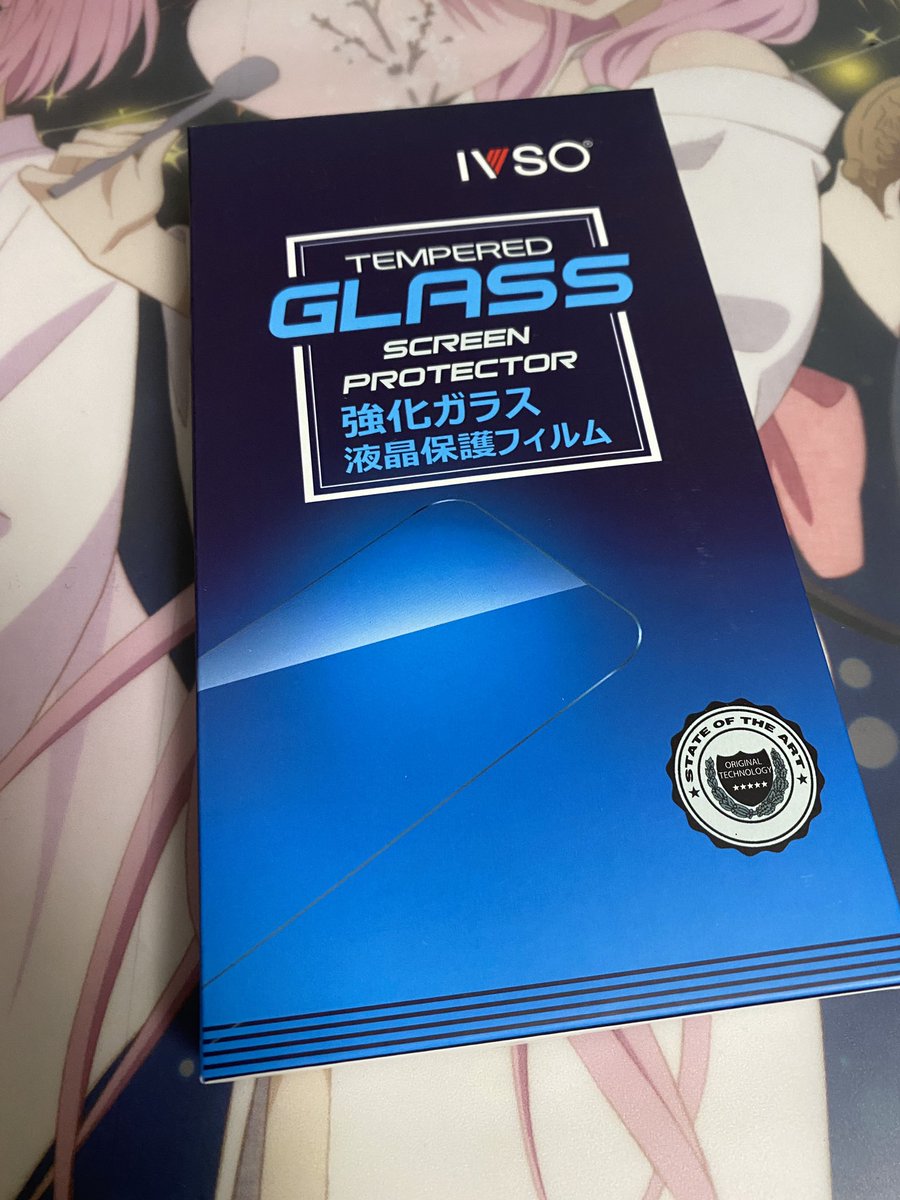 IVSO®
TEMPERED
GLASS
SCREEN
PROTECTOR
強化ガラス
液晶保護フィルム
STATE OF THE ART
ORIGINAL
TECHNOLOGY